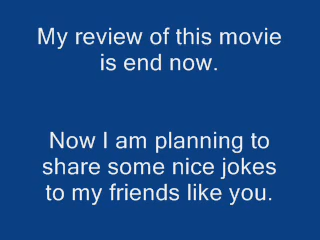 My review of this movie
is end now.
Now I am planning to
share some nice jokes
to my friends like you.